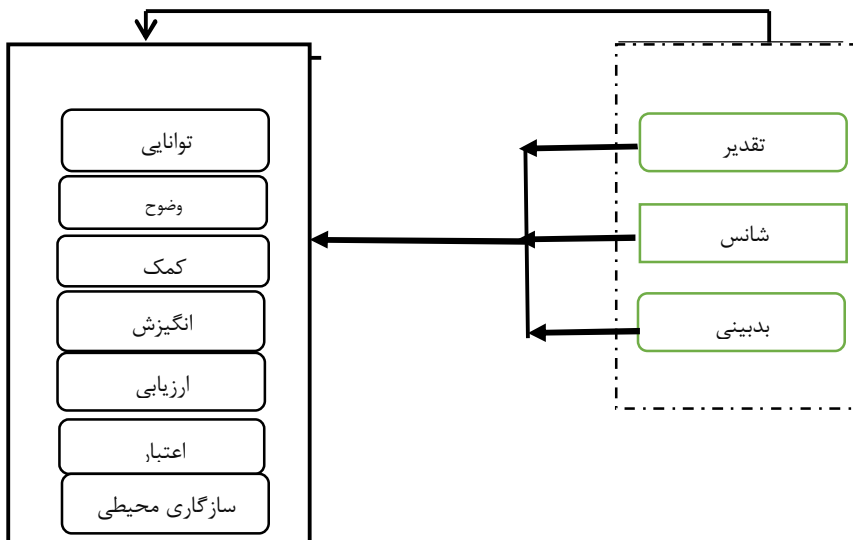 تقدیر
شانس
بدبینی
توانایی
وضوح
کمک
انگیزش
ارزیابی
اعتبار
سازگاری محیطی